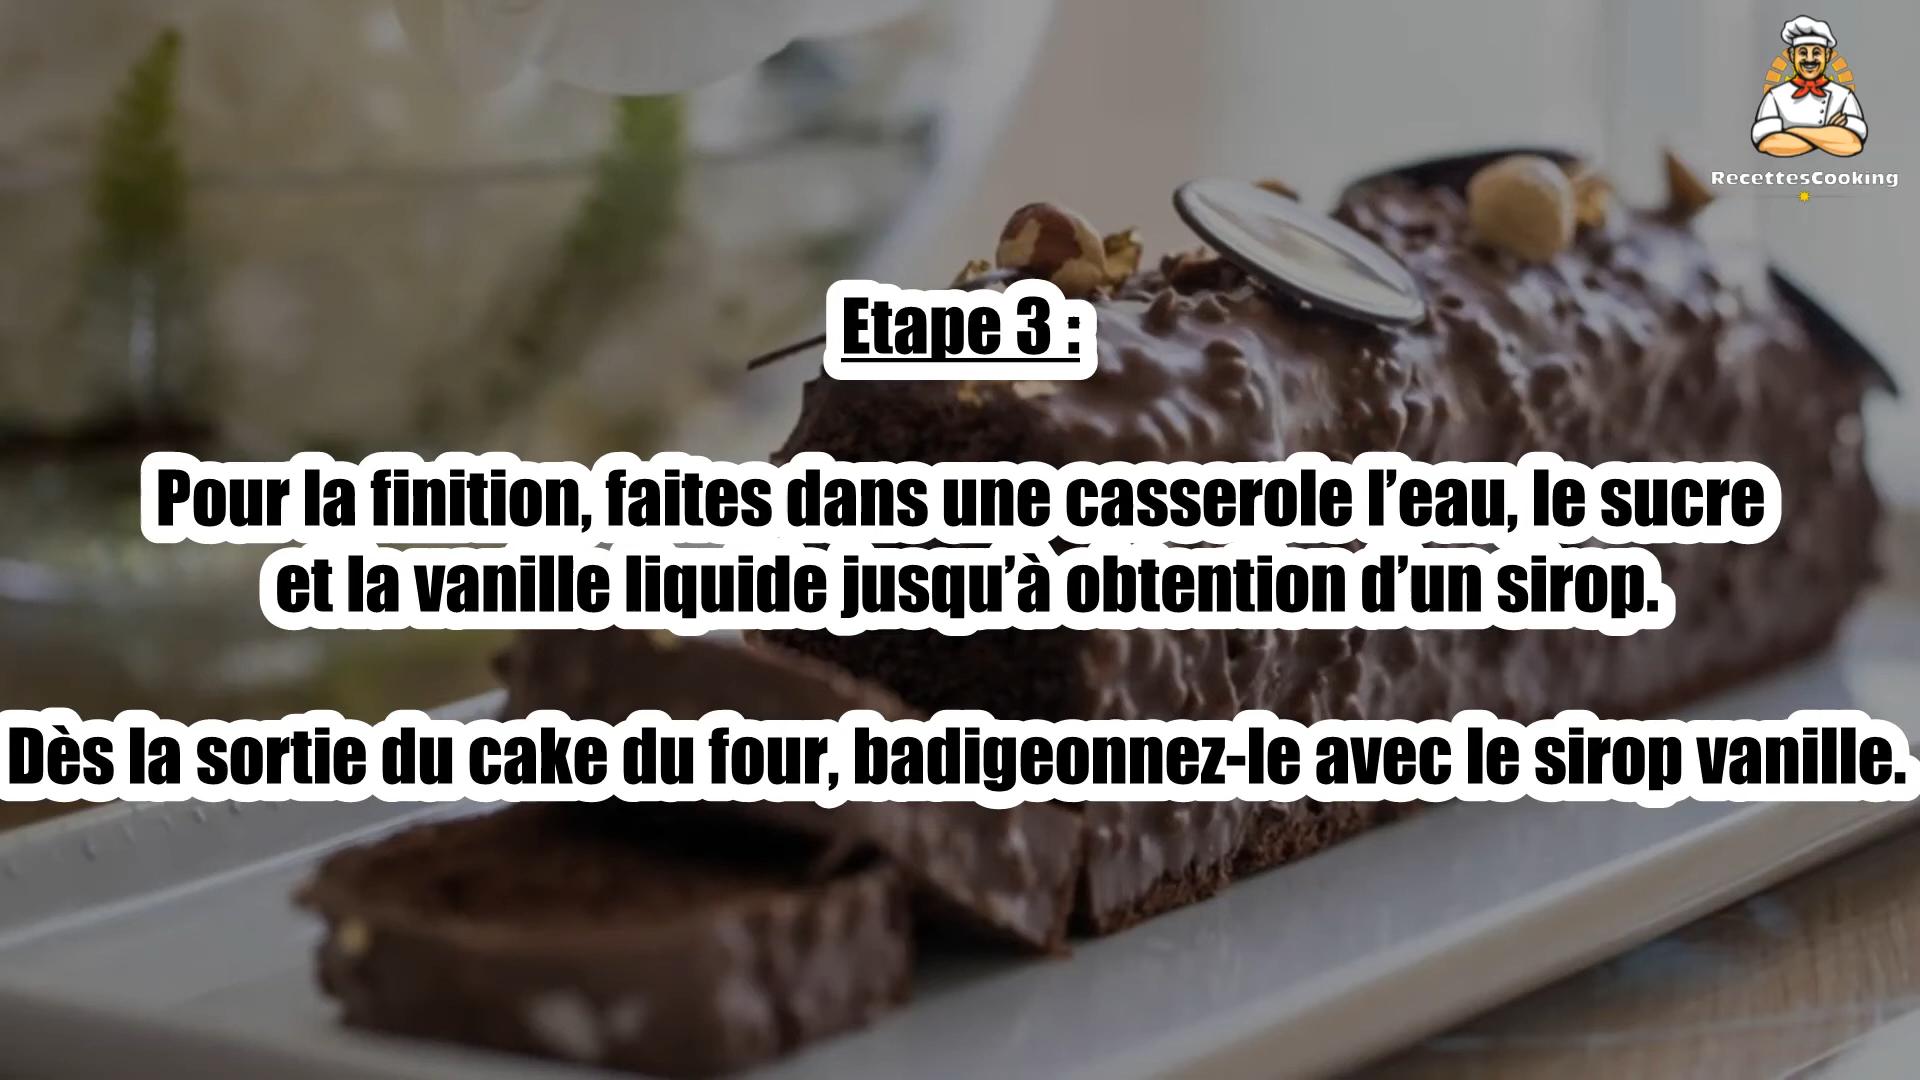 RecettesCooking
Etape 3 :
Pour la finition, faites dans une casserole l’eau, le sucre
et la vanille liquide jusqu’à obtention d’un sirop.
Dès la sortie du cake du four, badigeonnez-le avec le sirop vanille.